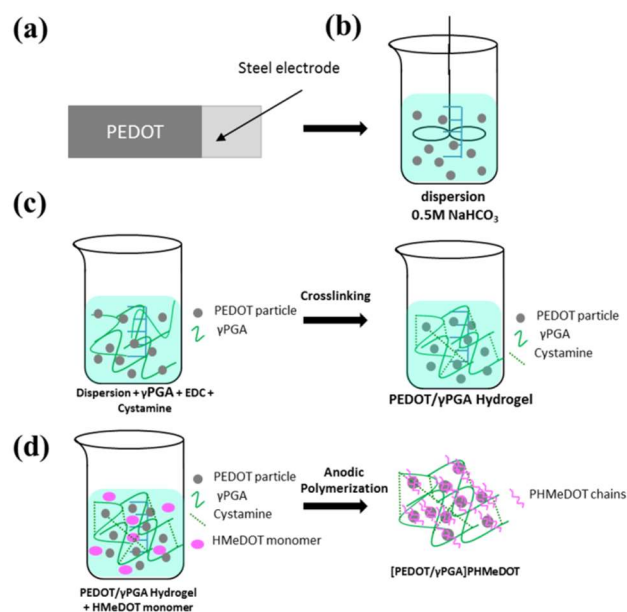 (a)
(b)
Steel electrode
PEDOT
dispersion
0.5M NaHCO₃
(c)
PEDOT particle
γPGA
Dispersion + γPGA + EDC +
Cystamine
Crosslinking
PEDOT particle
γPGA
Cystamine
PEDOT/γPGA Hydrogel
(d)
PEDOT particle
γPGA
Cystamine
HMeDOT monomer
PEDOT/γPGA Hydrogel
+ HMeDOT monomer
Anodic
Polymerization
PHMeDOT chains
[PEDOT/γPGA]PHMeDOT